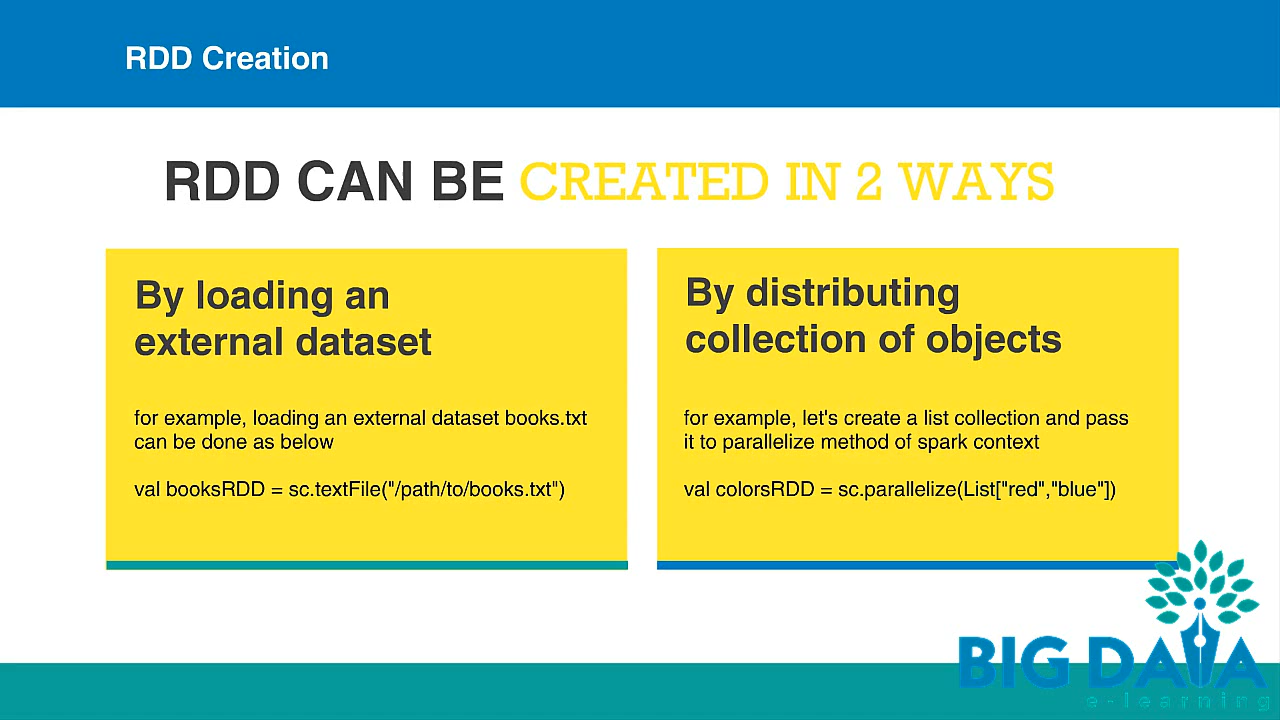 RDD Creation
RDD CAN BE CREATED IN 2 WAYS
By loading an
external dataset
for example, loading an external dataset books.txt
can be done as below
val booksRDD = sc.textFile("/path/to/books.txt")
By distributing
collection of objects
for example, let's create a list collection and pass
it to parallelize method of spark context
val colorsRDD = sc.parallelize(List["red","blue"])
BIG DATA
e-learning